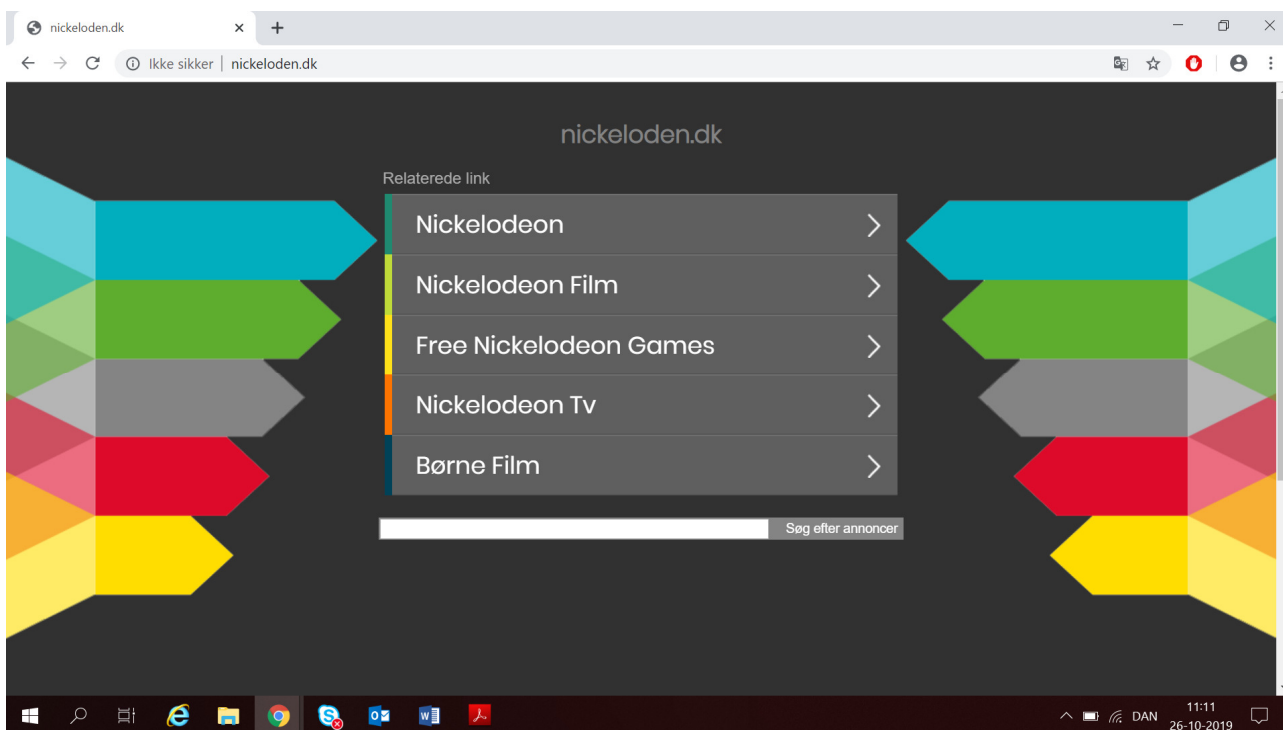 nickeloden.dk
Ikke sikker | nickeloden.dk
nickeloden.dk
Relaterede link
Nickelodeon
Nickelodeon Film
Free Nickelodeon Games
Nickelodeon Tv
Børne Film
Søg efter annoncer
DAN
11:11
26-10-2019